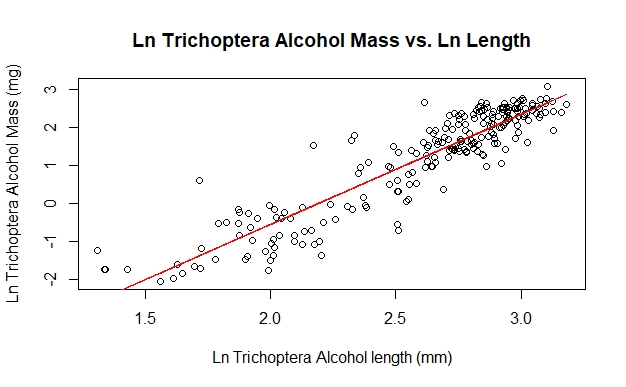 Ln Trichoptera Alcohol Mass vs. Ln Length
Ln Trichoptera Alcohol Mass (mg)
3
2
1
0
-1
-2
1.5 2.0 2.5 3.0
Ln Trichoptera Alcohol length (mm)